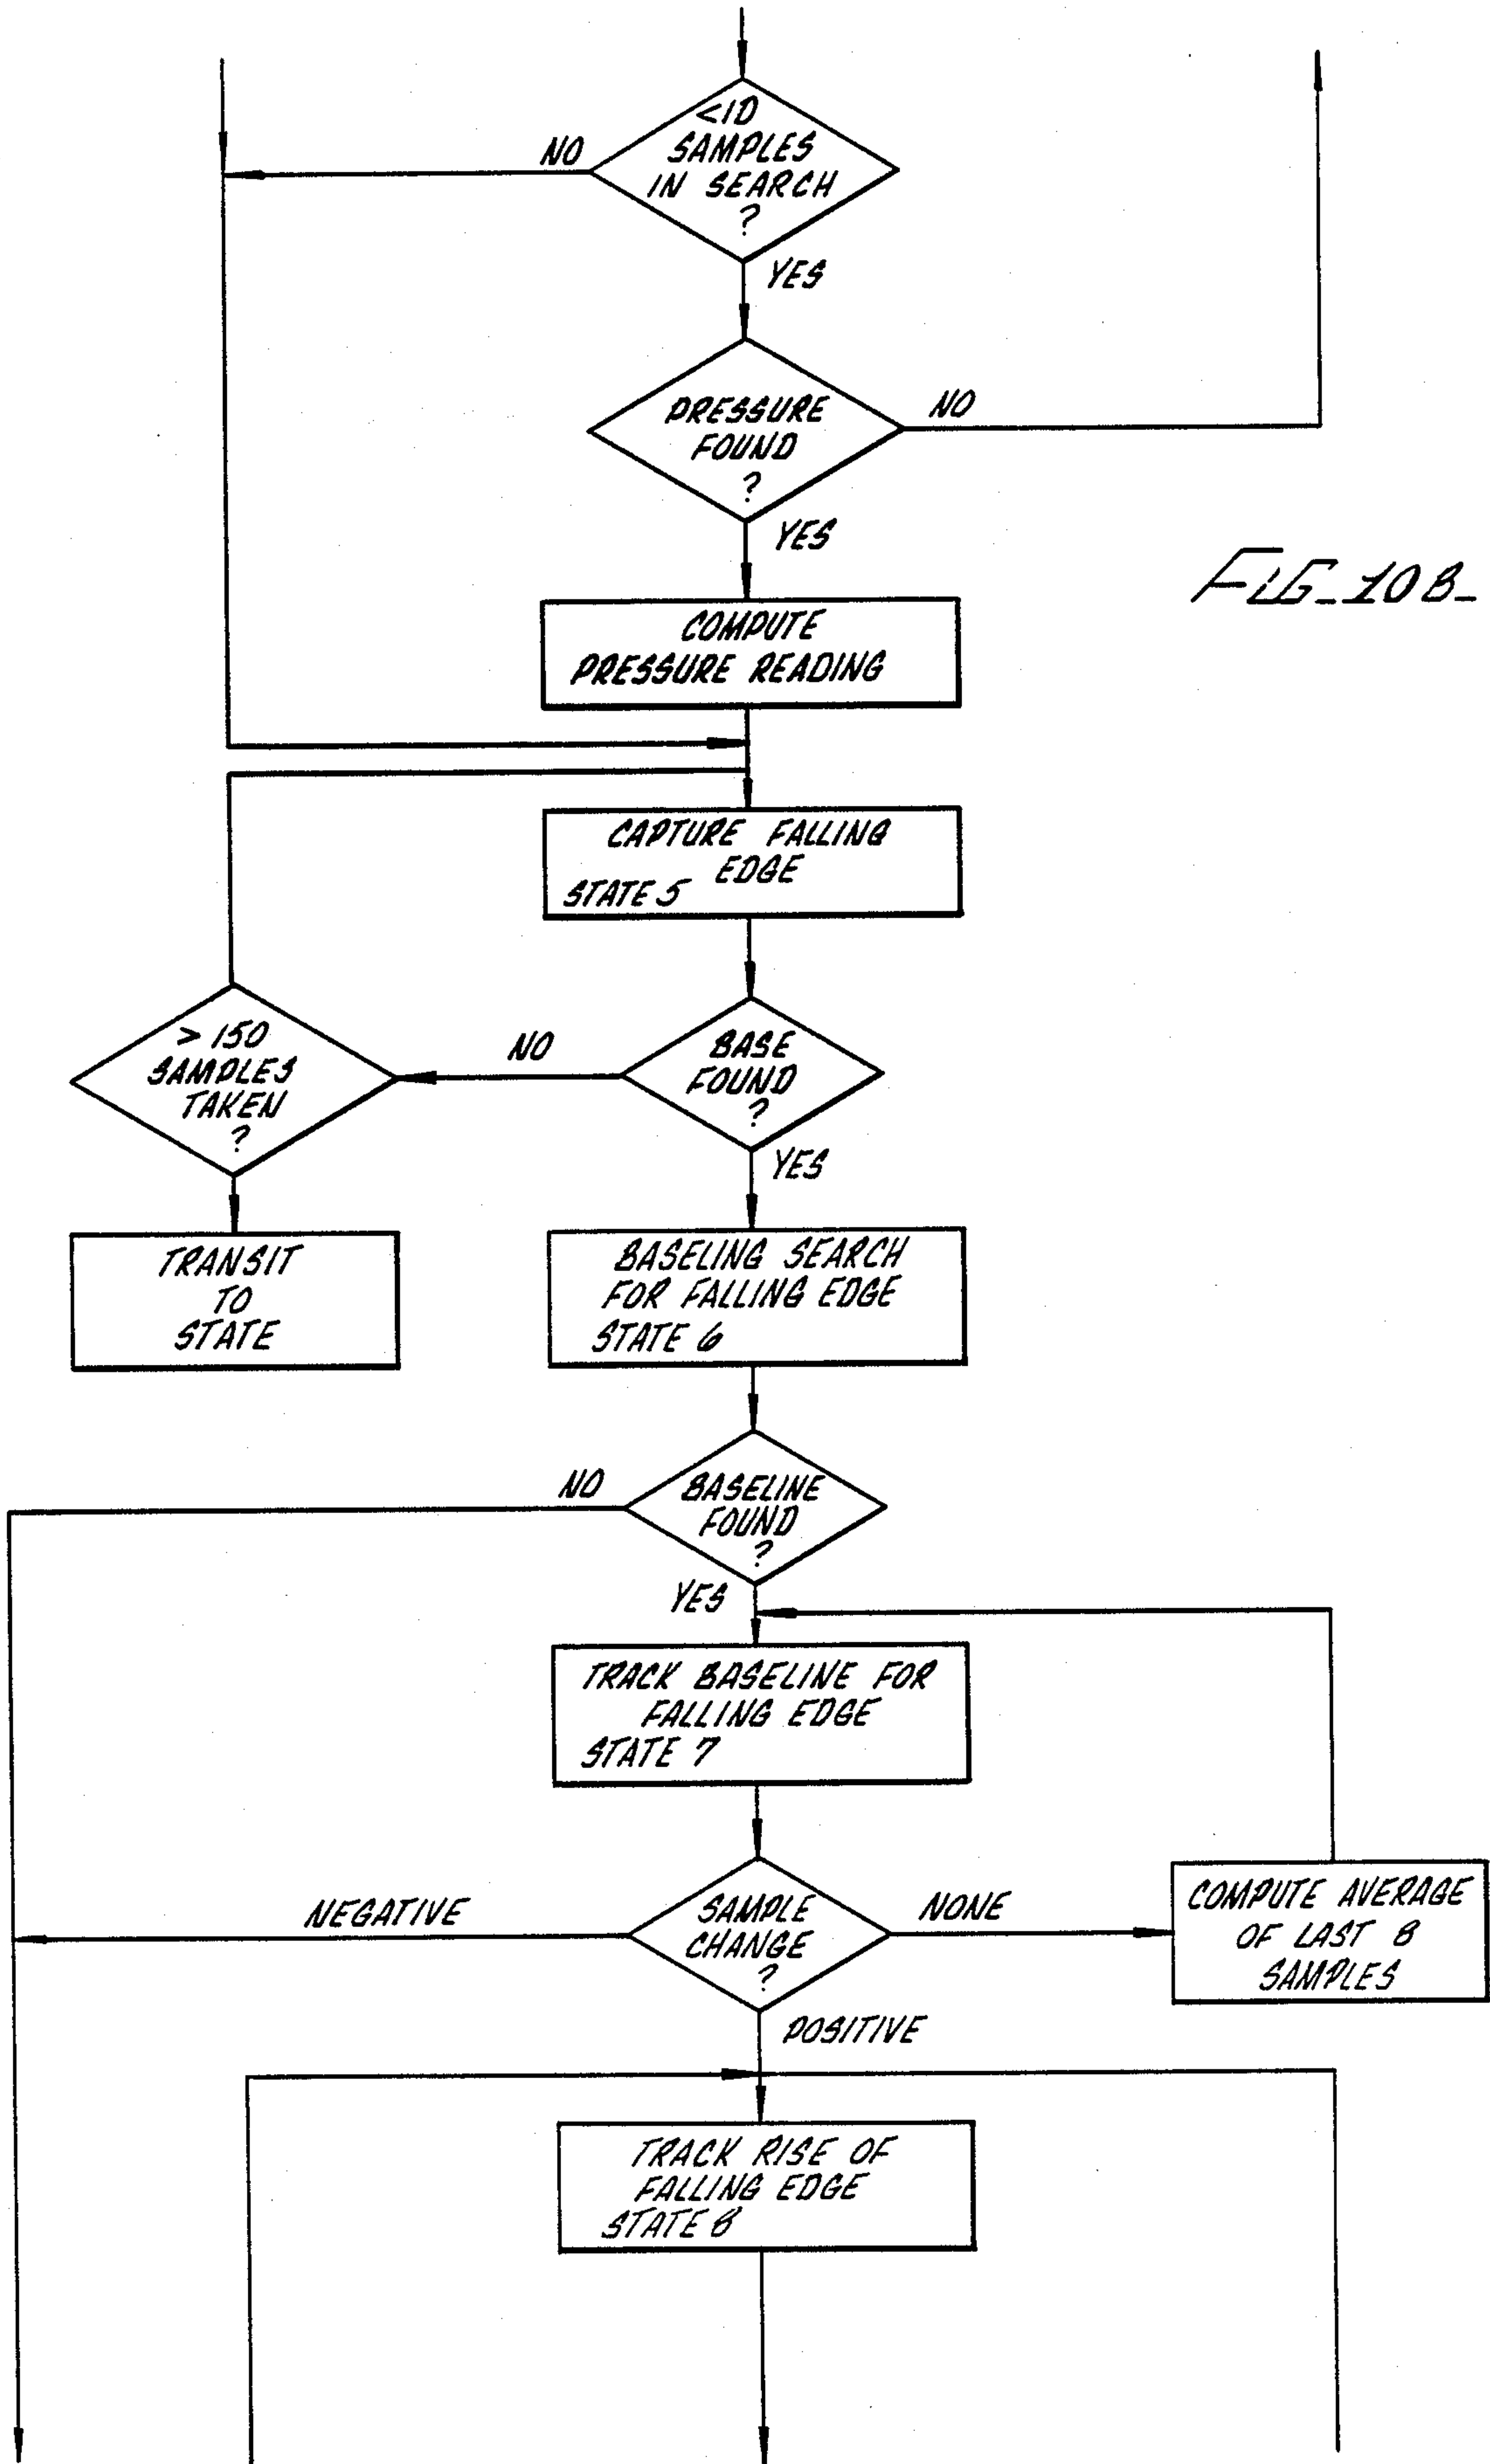 <10
SAMPLES
IN SEARCH
?
NO
YES
PRESSURE
FOUND
?
NO
YES
FIG_10B_
COMPUTE
PRESSURE READING
CAPTURE FALLING
EDGE
STATE 5
> 150
SAMPLES
TAKEN
?
NO
BASE
FOUND
?
YES
TRANSIT
TO
STATE
BASELING SEARCH
FOR FALLING EDGE
STATE 6
NO
BASELINE
FOUND
?
YES
TRACK BASELINE FOR
FALLING EDGE
STATE 7
NEGATIVE
SAMPLE
CHANGE
?
NONE
COMPUTE AVERAGE
OF LAST 8
SAMPLES
POSITIVE
TRACK RISE OF
FALLING EDGE
STATE 8